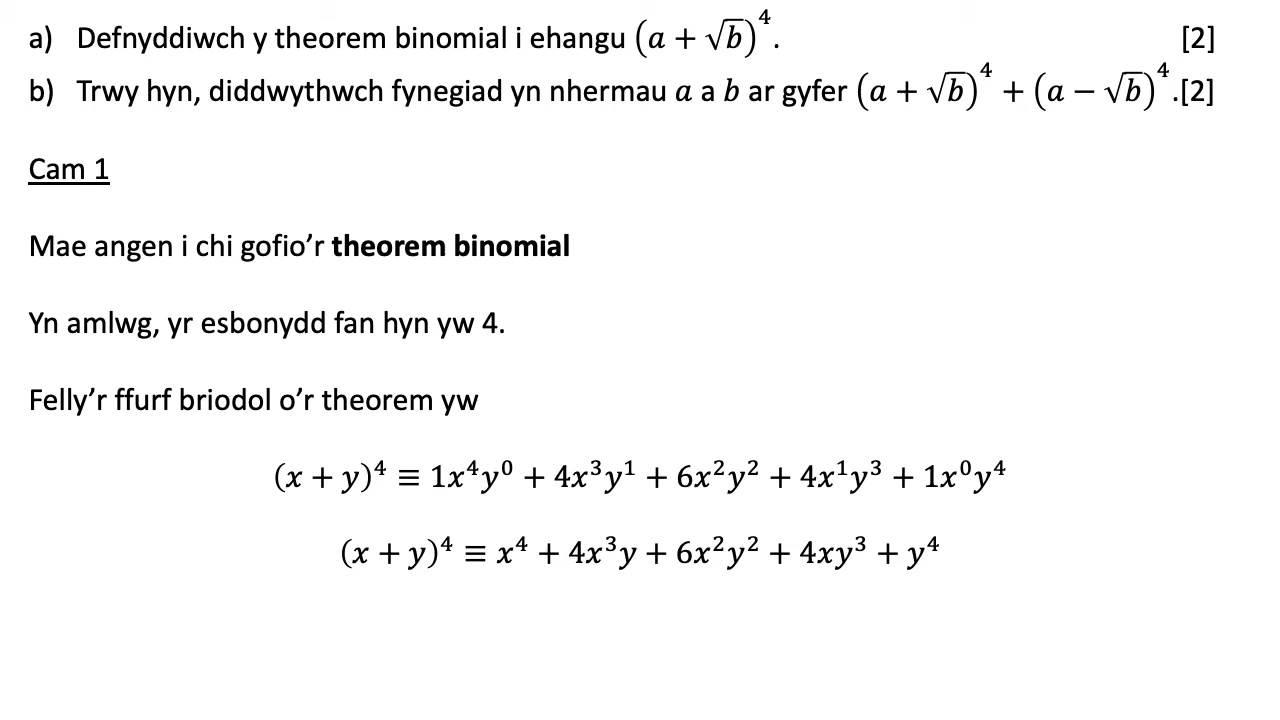 a) Defnyddiwch y theorem binomial i ehangu (a + √b)⁴. [2]
b) Trwy hyn, diddwythwch fynegiad yn nhermau a a b ar gyfer (a + √b)⁴ + (a − √b)⁴.[2]
Cam 1
Mae angen i chi gofio’r theorem binomial
Yn amlwg, yr esbonydd fan hyn yw 4.
Felly’r ffurf briodol o’r theorem yw
(x + y)⁴ ≡ 1x⁴y⁰ + 4x³y¹ + 6x²y² + 4x¹y³ + 1x⁰y⁴
(x + y)⁴ ≡ x⁴ + 4x³y + 6x²y² + 4xy³ + y⁴